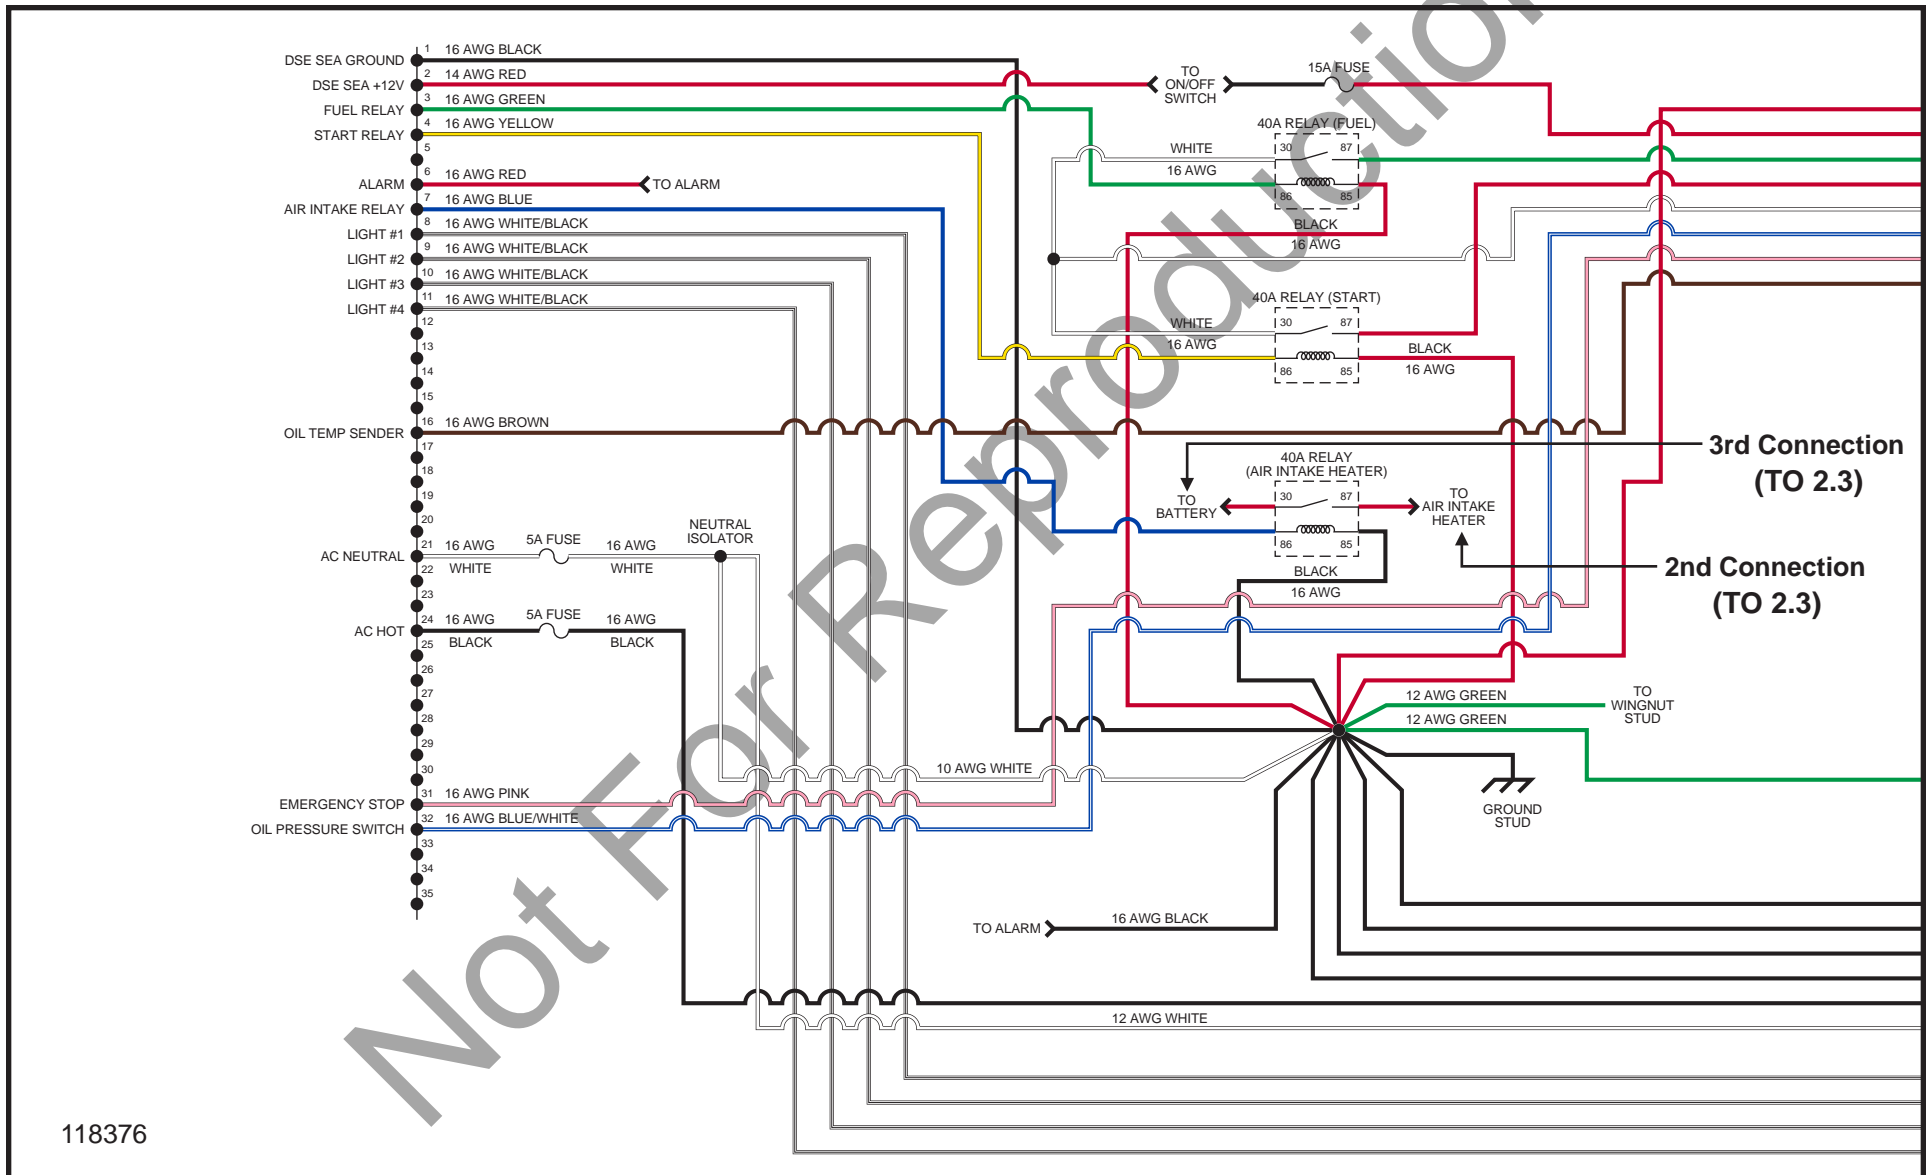 DSE SEA GROUND 1 16 AWG BLACK
DSE SEA +12V 2 14 AWG RED
FUEL RELAY 3 16 AWG GREEN
START RELAY 4 16 AWG YELLOW
5
ALARM 6 16 AWG RED
TO ALARM
AIR INTAKE RELAY 7 16 AWG BLUE
LIGHT #1 8 16 AWG WHITE/BLACK
LIGHT #2 9 16 AWG WHITE/BLACK
LIGHT #3 10 16 AWG WHITE/BLACK
LIGHT #4 11 16 AWG WHITE/BLACK
12
13
14
15
OIL TEMP SENDER 16 16 AWG BROWN
17
18
19
20
AC NEUTRAL 21 16 AWG
WHITE
5A FUSE
16 AWG
WHITE
NEUTRAL
ISOLATOR
22
23
AC HOT 24 16 AWG
BLACK
5A FUSE
16 AWG
BLACK
25
26
27
28
29
30
EMERGENCY STOP 31 16 AWG PINK
OIL PRESSURE SWITCH 32 16 AWG BLUE/WHITE
33
34
35
TO
ON/OFF
SWITCH
15A FUSE
40A RELAY (FUEL)
WHITE
16 AWG
30 87
86 85
BLACK
16 AWG
40A RELAY (START)
WHITE
16 AWG
30 87
86 85
BLACK
16 AWG
3rd Connection
(TO 2.3)
40A RELAY
(AIR INTAKE HEATER)
TO
BATTERY
30 87
86 85
TO
AIR INTAKE
HEATER
BLACK
16 AWG
2nd Connection
(TO 2.3)
12 AWG GREEN
TO
WINGNUT
STUD
12 AWG GREEN
10 AWG WHITE
GROUND
STUD
TO ALARM
16 AWG BLACK
12 AWG WHITE
118376
Not For Reproduction